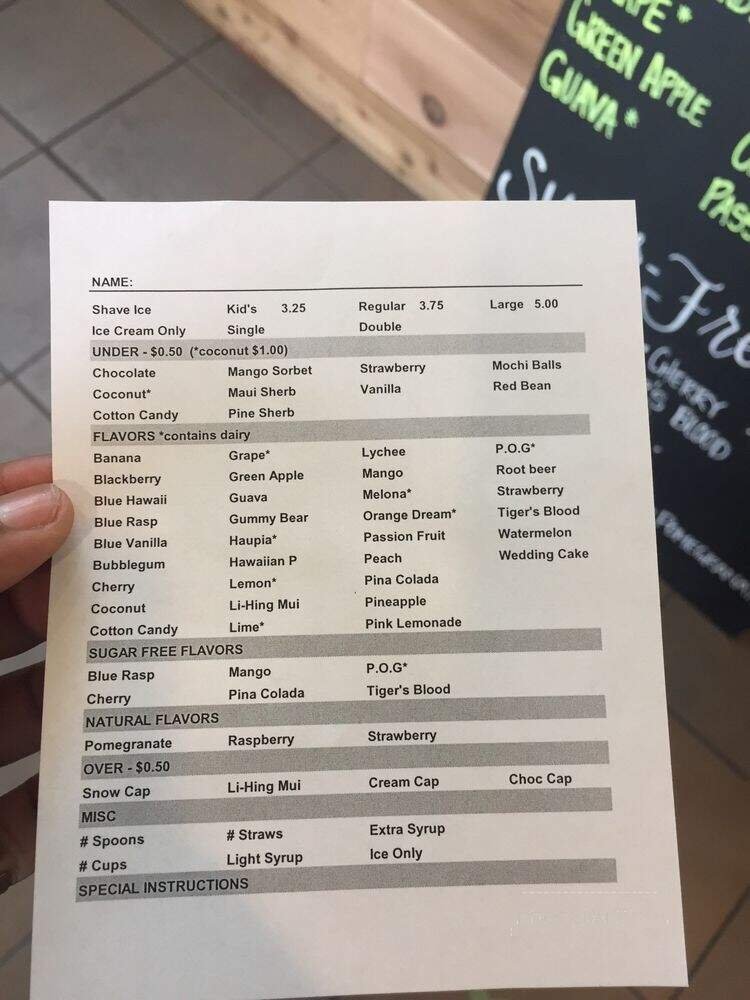 GREEN APPLE
GUAVA*
NAME:
Shave Ice Kid's 3.25 Regular 3.75 Large 5.00
Ice Cream Only Single Double
UNDER - $0.50 (*coconut $1.00)
Chocolate Mango Sorbet Strawberry Mochi Balls
Coconut* Maui Sherb Vanilla Red Bean
Cotton Candy Pine Sherb
FLAVORS *contains dairy
Banana Grape* Lychee P.O.G*
Blackberry Green Apple Mango Root beer
Blue Hawaii Guava Melona* Strawberry
Blue Rasp Gummy Bear Orange Dream* Tiger's Blood
Blue Vanilla Haupia* Passion Fruit Watermelon
Bubblegum Hawaiian P Peach Wedding Cake
Cherry Lemon* Pina Colada
Coconut Li-Hing Mui Pineapple
Cotton Candy Lime* Pink Lemonade
SUGAR FREE FLAVORS
Blue Rasp Mango P.O.G*
Cherry Pina Colada Tiger's Blood
NATURAL FLAVORS
Pomegranate Raspberry Strawberry
OVER - $0.50
Snow Cap Li-Hing Mui Cream Cap Choc Cap
MISC
# Spoons # Straws Extra Syrup
# Cups Light Syrup Ice Only
SPECIAL INSTRUCTIONS
CHERRY
BLOOD